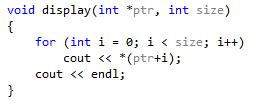 void display(int *ptr, int size)
{
    for (int i = 0; i < size; i++)
        cout << *(ptr+i);
    cout << endl;
}